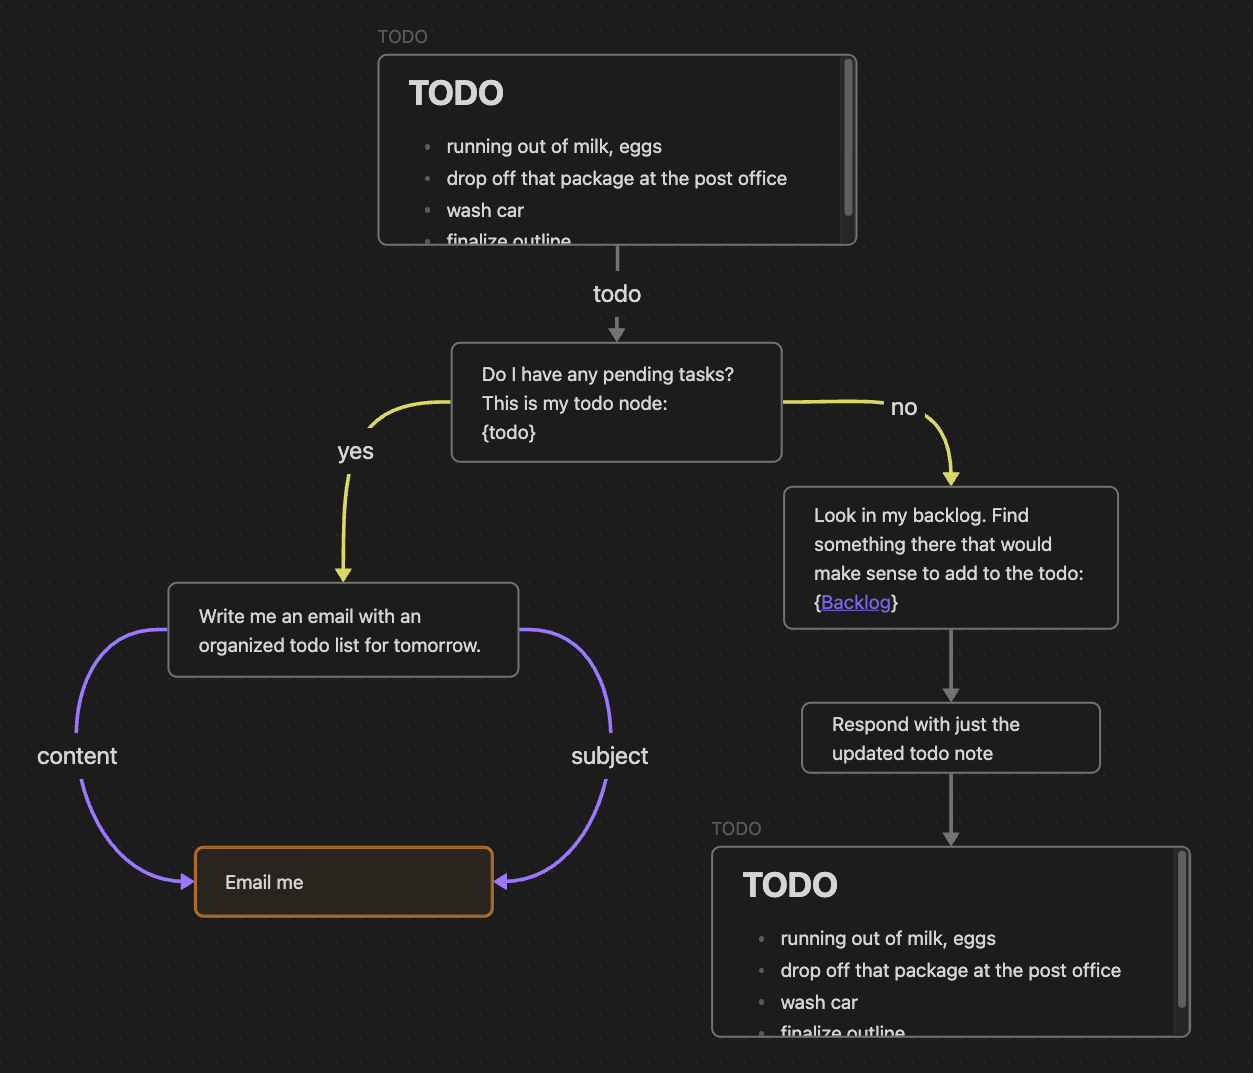 TODO
TODO
running out of milk, eggs
drop off that package at the post office
wash car
finalize outline
todo
Do I have any pending tasks?
This is my todo node:
{todo}
yes
no
Look in my backlog. Find
something there that would
make sense to add to the todo:
{Backlog}
Write me an email with an
organized todo list for tomorrow.
content
subject
Respond with just the
updated todo note
Email me
TODO
TODO
running out of milk, eggs
drop off that package at the post office
wash car
finalize outline